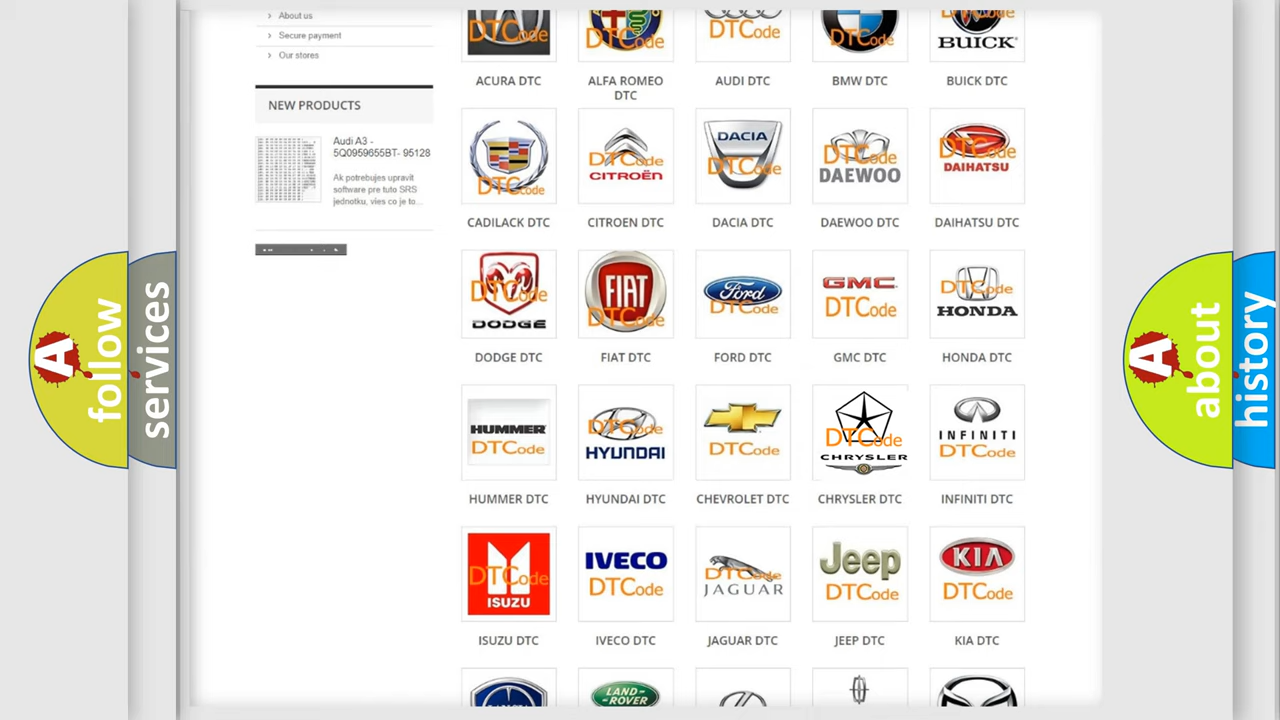 About us
Secure payment
Our stores
NEW PRODUCTS
Audi A3 -
5Q0959655BT- 95128
Ak potrebujes upravit
software pre tuto SRS
jednotku, vies co je to...
DTCode
DTCode
DTCode
DTCode
BUICK
ACURA DTC
ALFA ROMEO
DTC
AUDI DTC
BMW DTC
BUICK DTC
DTCode
DTCode
CITROËN
DACIA
DTCode
DTCode
DAEWOO
DTCode
DAIHATSU
CADILACK DTC
CITROEN DTC
DACIA DTC
DAEWOO DTC
DAIHATSU DTC
DTCode
DODGE
FIAT
DTCode
Ford
DTCode
GMC
DTCode
DTCode
HONDA
DODGE DTC
FIAT DTC
FORD DTC
GMC DTC
HONDA DTC
HUMMER
DTCode
DTCode
HYUNDAI
DTCode
DTCode
CHRYSLER
INFINITI
DTCode
HUMMER DTC
HYUNDAI DTC
CHEVROLET DTC
CHRYSLER DTC
INFINITI DTC
DTCode
ISUZU
IVECO
DTCode
DTCode
JAGUAR
Jeep
DTCode
KIA
DTCode
ISUZU DTC
IVECO DTC
JAGUAR DTC
JEEP DTC
KIA DTC
LAND-
ROVER
A
follow
services
A
about
history